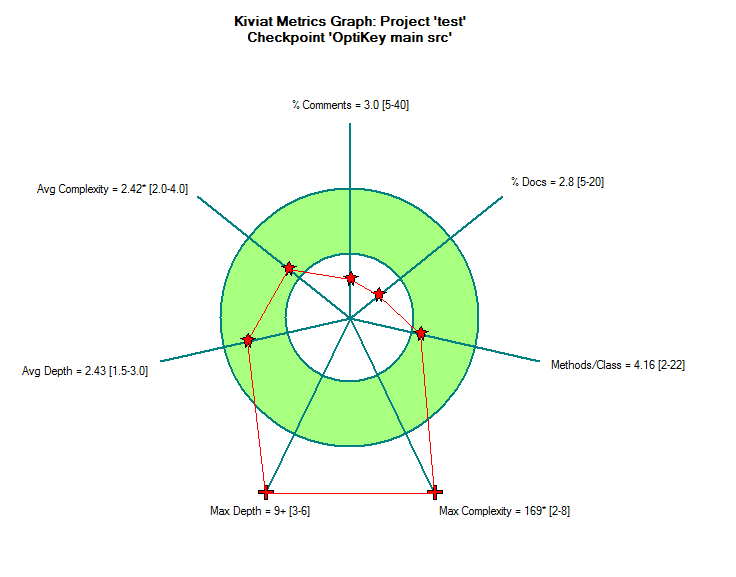 Kiviat Metrics Graph: Project 'test'
Checkpoint 'OptiKey main src'
% Comments = 3.0 [5-40]
Avg Complexity = 2.42* [2.0-4.0]
% Docs = 2.8 [5-20]
Methods/Class = 4.16 [2-22]
Avg Depth = 2.43 [1.5-3.0]
Max Depth = 9+ [3-6]
Max Complexity = 169* [2-8]